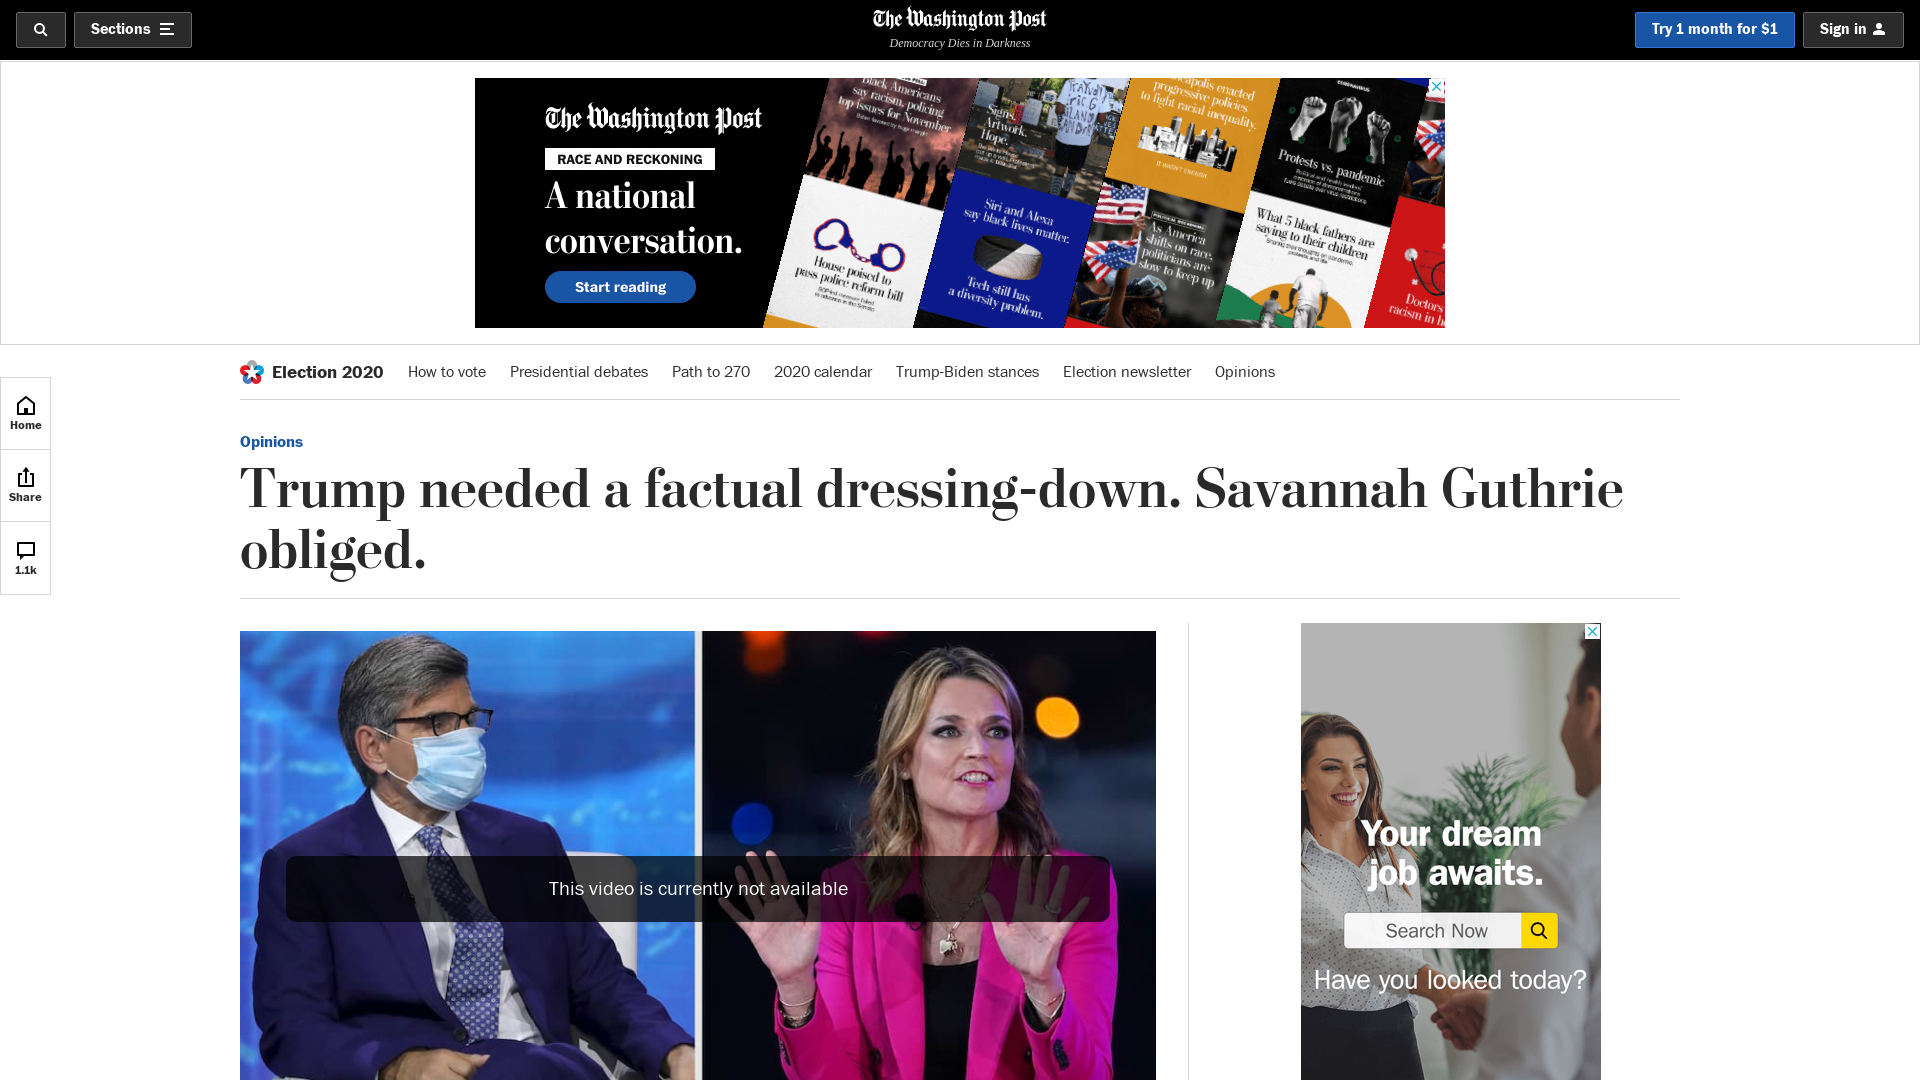 Sections
The Washington Post
Democracy Dies in Darkness
Try 1 month for $1
Sign in
The Washington Post
RACE AND RECKONING
A national
conversation.
Start reading
Black Americans
say racism, policing
top issues for November
Signs.
Artwork.
Hope.
progressive policies
to fight racial inequality.
IT WASN'T ENOUGH.
CORONAVIRUS
Protests vs. pandemic
House poised to
pass police reform bill
Siri and Alexa
say black lives matter.
Tech still has
a diversity problem.
As America
shifts on race,
politicians are
slow to keep up
What 5 black fathers are
saying to their children
Doctors
racism in
Election 2020
How to vote
Presidential debates
Path to 270
2020 calendar
Trump-Biden stances
Election newsletter
Opinions
Home
Share
1.1k
Opinions
Trump needed a factual dressing-down. Savannah Guthrie
obliged.
This video is currently not available
Your dream
job awaits.
Search Now
Have you looked today?